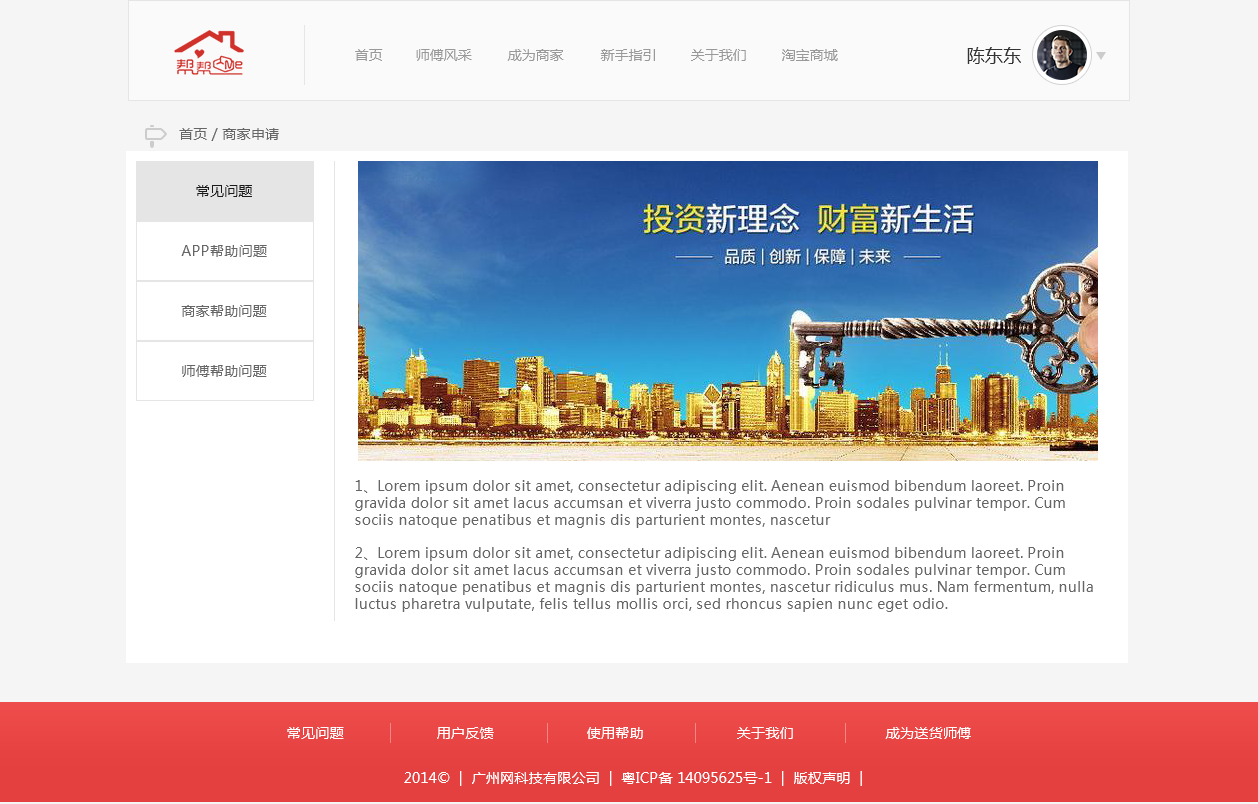 帮帮Me
首页 师傅风采 成为商家 新手指引 关于我们 淘宝商城
陈东东
首页 / 商家申请
常见问题
APP帮助问题
商家帮助问题
师傅帮助问题
投资新理念 财富新生活
品质 | 创新 | 保障 | 未来
1、Lorem ipsum dolor sit amet, consectetur adipiscing elit. Aenean euismod bibendum laoreet. Proin
gravida dolor sit amet lacus accumsan et viverra justo commodo. Proin sodales pulvinar tempor. Cum
sociis natoque penatibus et magnis dis parturient montes, nascetur
2、Lorem ipsum dolor sit amet, consectetur adipiscing elit. Aenean euismod bibendum laoreet. Proin
gravida dolor sit amet lacus accumsan et viverra justo commodo. Proin sodales pulvinar tempor. Cum
sociis natoque penatibus et magnis dis parturient montes, nascetur ridiculus mus. Nam fermentum, nulla
luctus pharetra vulputate, felis tellus mollis orci, sed rhoncus sapien nunc eget odio.
常见问题 用户反馈 使用帮助 关于我们 成为送货师傅
2014© | 广州网科技有限公司 | 粤ICP备 14095625号-1 | 版权声明 |